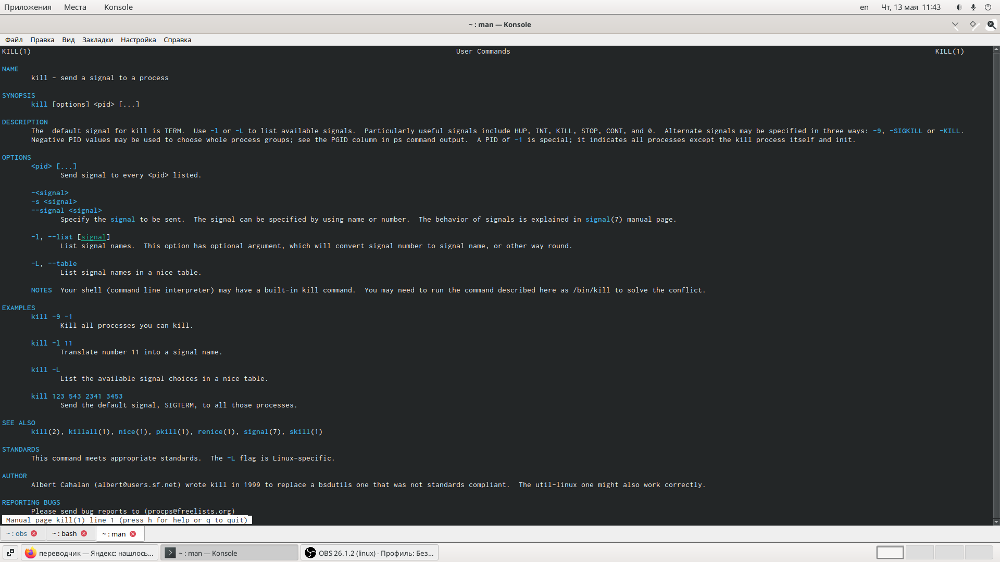 Приложения Места Konsole en Чт, 13 мая 11:43
~ : man — Konsole
Файл Правка Вид Закладки Настройка Справка
KILL(1) User Commands KILL(1)
NAME
kill - send a signal to a process
SYNOPSIS
kill [options] <pid> [...]
DESCRIPTION
The default signal for kill is TERM. Use -l or -L to list available signals. Particularly useful signals include HUP, INT, KILL, STOP, CONT, and 0. Alternate signals may be specified in three ways: -9, -SIGKILL or -KILL.
Negative PID values may be used to choose whole process groups; see the PGID column in ps command output. A PID of -1 is special; it indicates all processes except the kill process itself and init.
OPTIONS
<pid> [...]
Send signal to every <pid> listed.
-<signal>
-s <signal>
--signal <signal>
Specify the signal to be sent. The signal can be specified by using name or number. The behavior of signals is explained in signal(7) manual page.
-l, --list [signal]
List signal names. This option has optional argument, which will convert signal number to signal name, or other way round.
-L, --table
List signal names in a nice table.
NOTES Your shell (command line interpreter) may have a built-in kill command. You may need to run the command described here as /bin/kill to solve the conflict.
EXAMPLES
kill -9 -1
Kill all processes you can kill.
kill -l 11
Translate number 11 into a signal name.
kill -L
List the available signal choices in a nice table.
kill 123 543 2341 3453
Send the default signal, SIGTERM, to all those processes.
SEE ALSO
kill(2), killall(1), nice(1), pkill(1), renice(1), signal(7), skill(1)
STANDARDS
This command meets appropriate standards. The -L flag is Linux-specific.
AUTHOR
Albert Cahalan ⟨albert@users.sf.net⟩ wrote kill in 1999 to replace a bsdutils one that was not standards compliant. The util-linux one might also work correctly.
REPORTING BUGS
Please send bug reports to ⟨procps@freelists.org⟩
Manual page kill(1) line 1 (press h for help or q to quit)
~ : obs ~ : bash ~ : man
переводчик — Яндекс: нашлось... ~ : man — Konsole OBS 26.1.2 (linux) - Профиль: Без...